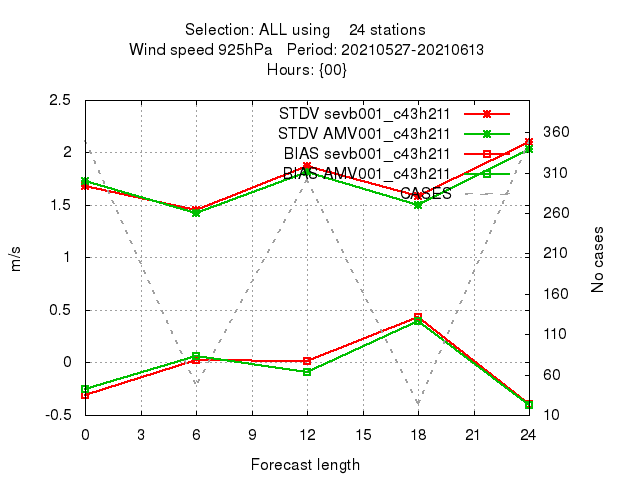 Selection: ALL using 24 stations
Wind speed 925hPa Period: 20210527-20210613
Hours: {00}
STDV sevb001_c43h211
STDV AMV001_c43h211
BIAS sevb001_c43h211
BIAS AMV001_c43h211
CASES
2.5
2
1.5
1
0.5
0
-0.5
m/s
360
310
260
210
160
110
60
10
No cases
0 3 6 9 12 15 18 21 24
Forecast length